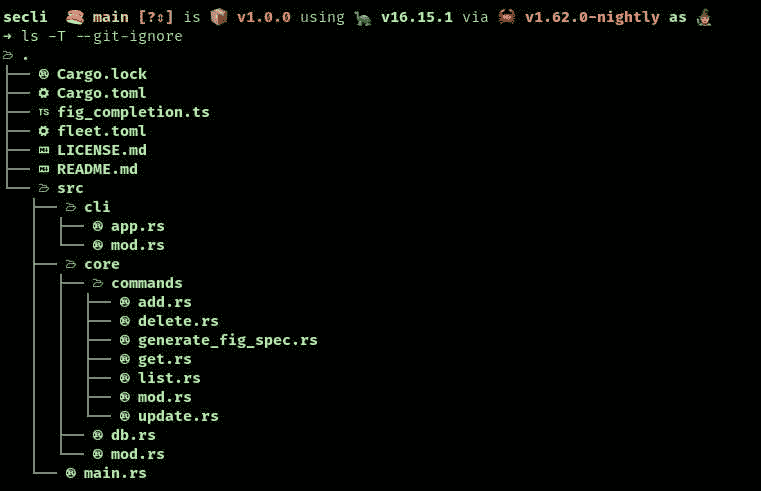 secli main [?⇕] is v1.0.0 using v16.15.1 via v1.62.0-nightly as
➜ ls -T --git-ignore
.
Cargo.lock
Cargo.toml
TS fig_completion.ts
fleet.toml
LICENSE.md
README.md
src
cli
app.rs
mod.rs
core
commands
add.rs
delete.rs
generate_fig_spec.rs
get.rs
list.rs
mod.rs
update.rs
db.rs
mod.rs
main.rs